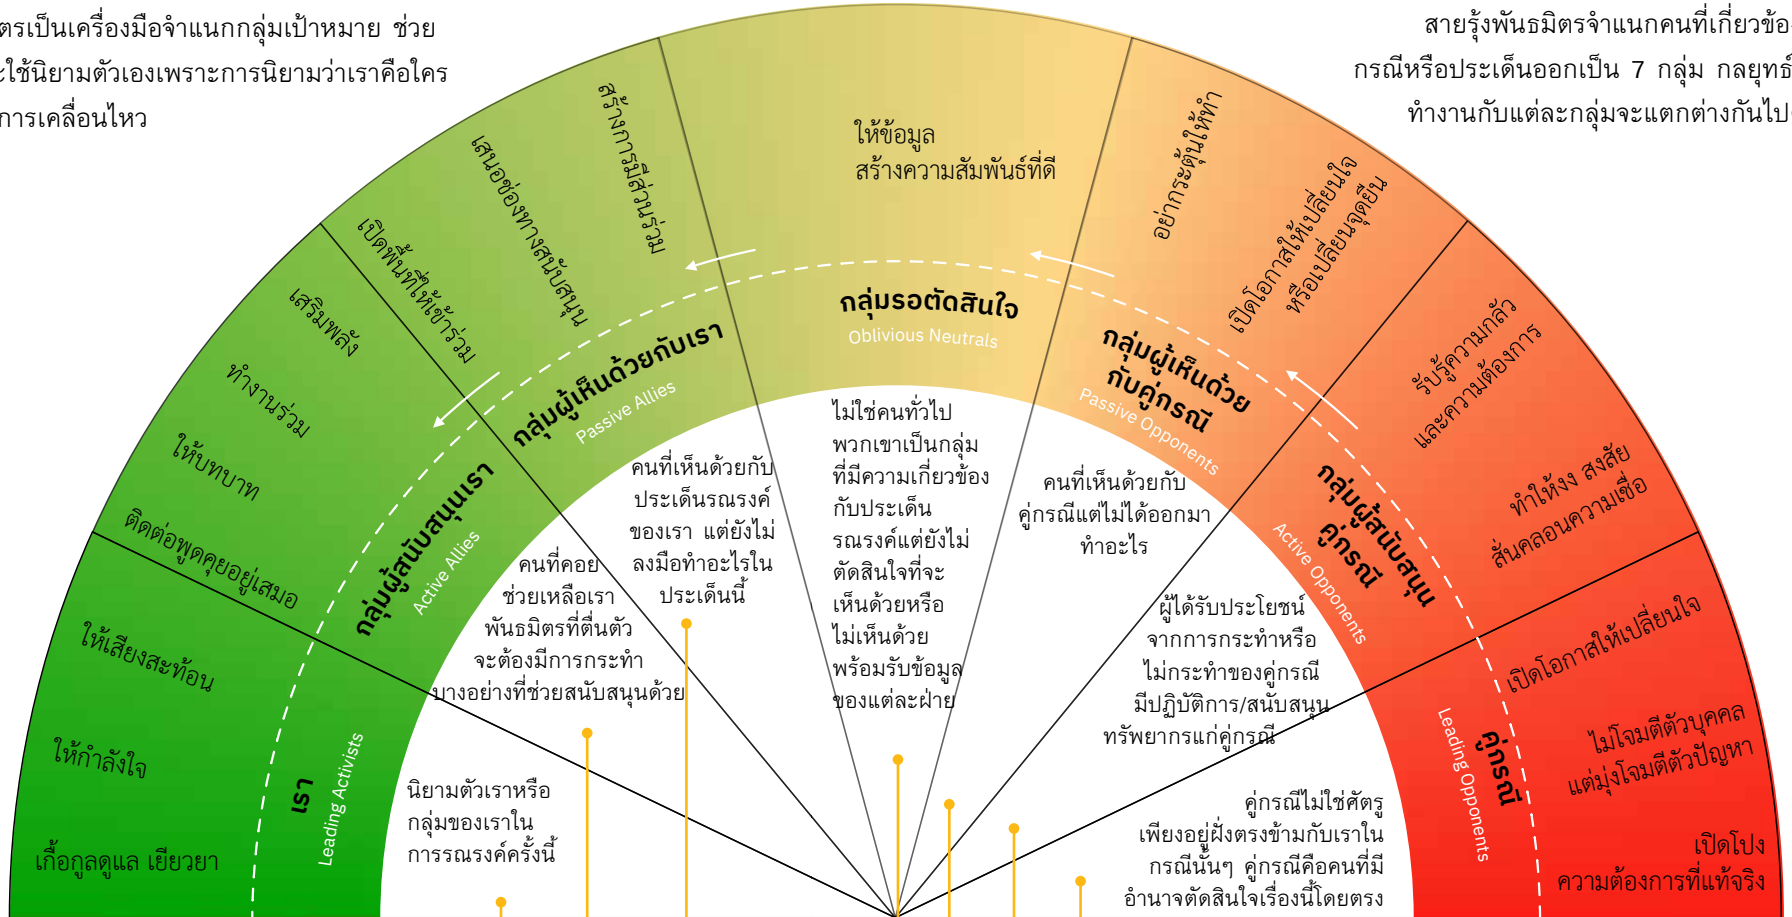 ตรเป็นเครื่องมือจำแนกกลุ่มเป้าหมาย ช่วย
ะใช้นิยามตัวเองเพราะการนิยามว่าเราคือใคร
การเคลื่อนไหว
สายรุ้งพันธมิตรจำแนกคนที่เกี่ยวข้อ
กรณีหรือประเด็นออกเป็น 7 กลุ่ม กลยุทธ์
ทำงานกับแต่ละกลุ่มจะแตกต่างกันไป
ให้เสียงสะท้อน
ให้กำลังใจ
เกื้อกูลดูแล เยียวยา
เรา
Leading Activists
นิยามตัวเราหรือ
กลุ่มของเราใน
การรณรงค์ครั้งนี้
เสริมพลัง
ทำงานร่วม
ให้บทบาท
ติดต่อพูดคุยอยู่เสมอ
กลุ่มผู้สนับสนุนเรา
Active Allies
คนที่คอย
ช่วยเหลือเรา
พันธมิตรที่ตื่นตัว
จะต้องมีการกระทำ
บางอย่างที่ช่วยสนับสนุนด้วย
เปิดพื้นที่ให้เข้าร่วม
เสนอช่องทางสนับสนุน
สร้างการมีส่วนร่วม
กลุ่มผู้เห็นด้วยกับเรา
Passive Allies
คนที่เห็นด้วยกับ
ประเด็นรณรงค์
ของเรา แต่ยังไม่
ลงมือทำอะไรใน
ประเด็นนี้
ให้ข้อมูล
สร้างความสัมพันธ์ที่ดี
กลุ่มรอตัดสินใจ
Oblivious Neutrals
ไม่ใช่คนทั่วไป
พวกเขาเป็นกลุ่ม
ที่มีความเกี่ยวข้อง
กับประเด็น
รณรงค์แต่ยังไม่
ตัดสินใจที่จะ
เห็นด้วยหรือ
ไม่เห็นด้วย
พร้อมรับข้อมูล
ของแต่ละฝ่าย
อย่ากระตุ้นให้ทำ
เปิดโอกาสให้เปลี่ยนใจ
หรือเปลี่ยนจุดยืน
กลุ่มผู้เห็นด้วย
กับคู่กรณี
Passive Opponents
คนที่เห็นด้วยกับ
คู่กรณีแต่ไม่ได้ออกมา
ทำอะไร
รับรู้ความกลัว
และความต้องการ
ทำให้งง สงสัย
สั่นคลอนความเชื่อ
กลุ่มผู้สนับสนุน
คู่กรณี
Active Opponents
ผู้ได้รับประโยชน์
จากการกระทำหรือ
ไม่กระทำของคู่กรณี
มีปฏิบัติการ/สนับสนุน
ทรัพยากรแก่คู่กรณี
เปิดโอกาสให้เปลี่ยนใจ
ไม่โจมตีตัวบุคคล
แต่มุ่งโจมตีตัวปัญหา
เปิดโปง
ความต้องการที่แท้จริง
คู่กรณี
Leading Opponents
คู่กรณีไม่ใช่ศัตรู
เพียงอยู่ฝั่งตรงข้ามกับเราใน
กรณีนั้นๆ คู่กรณีคือคนที่มี
อำนาจตัดสินใจเรื่องนี้โดยตรง